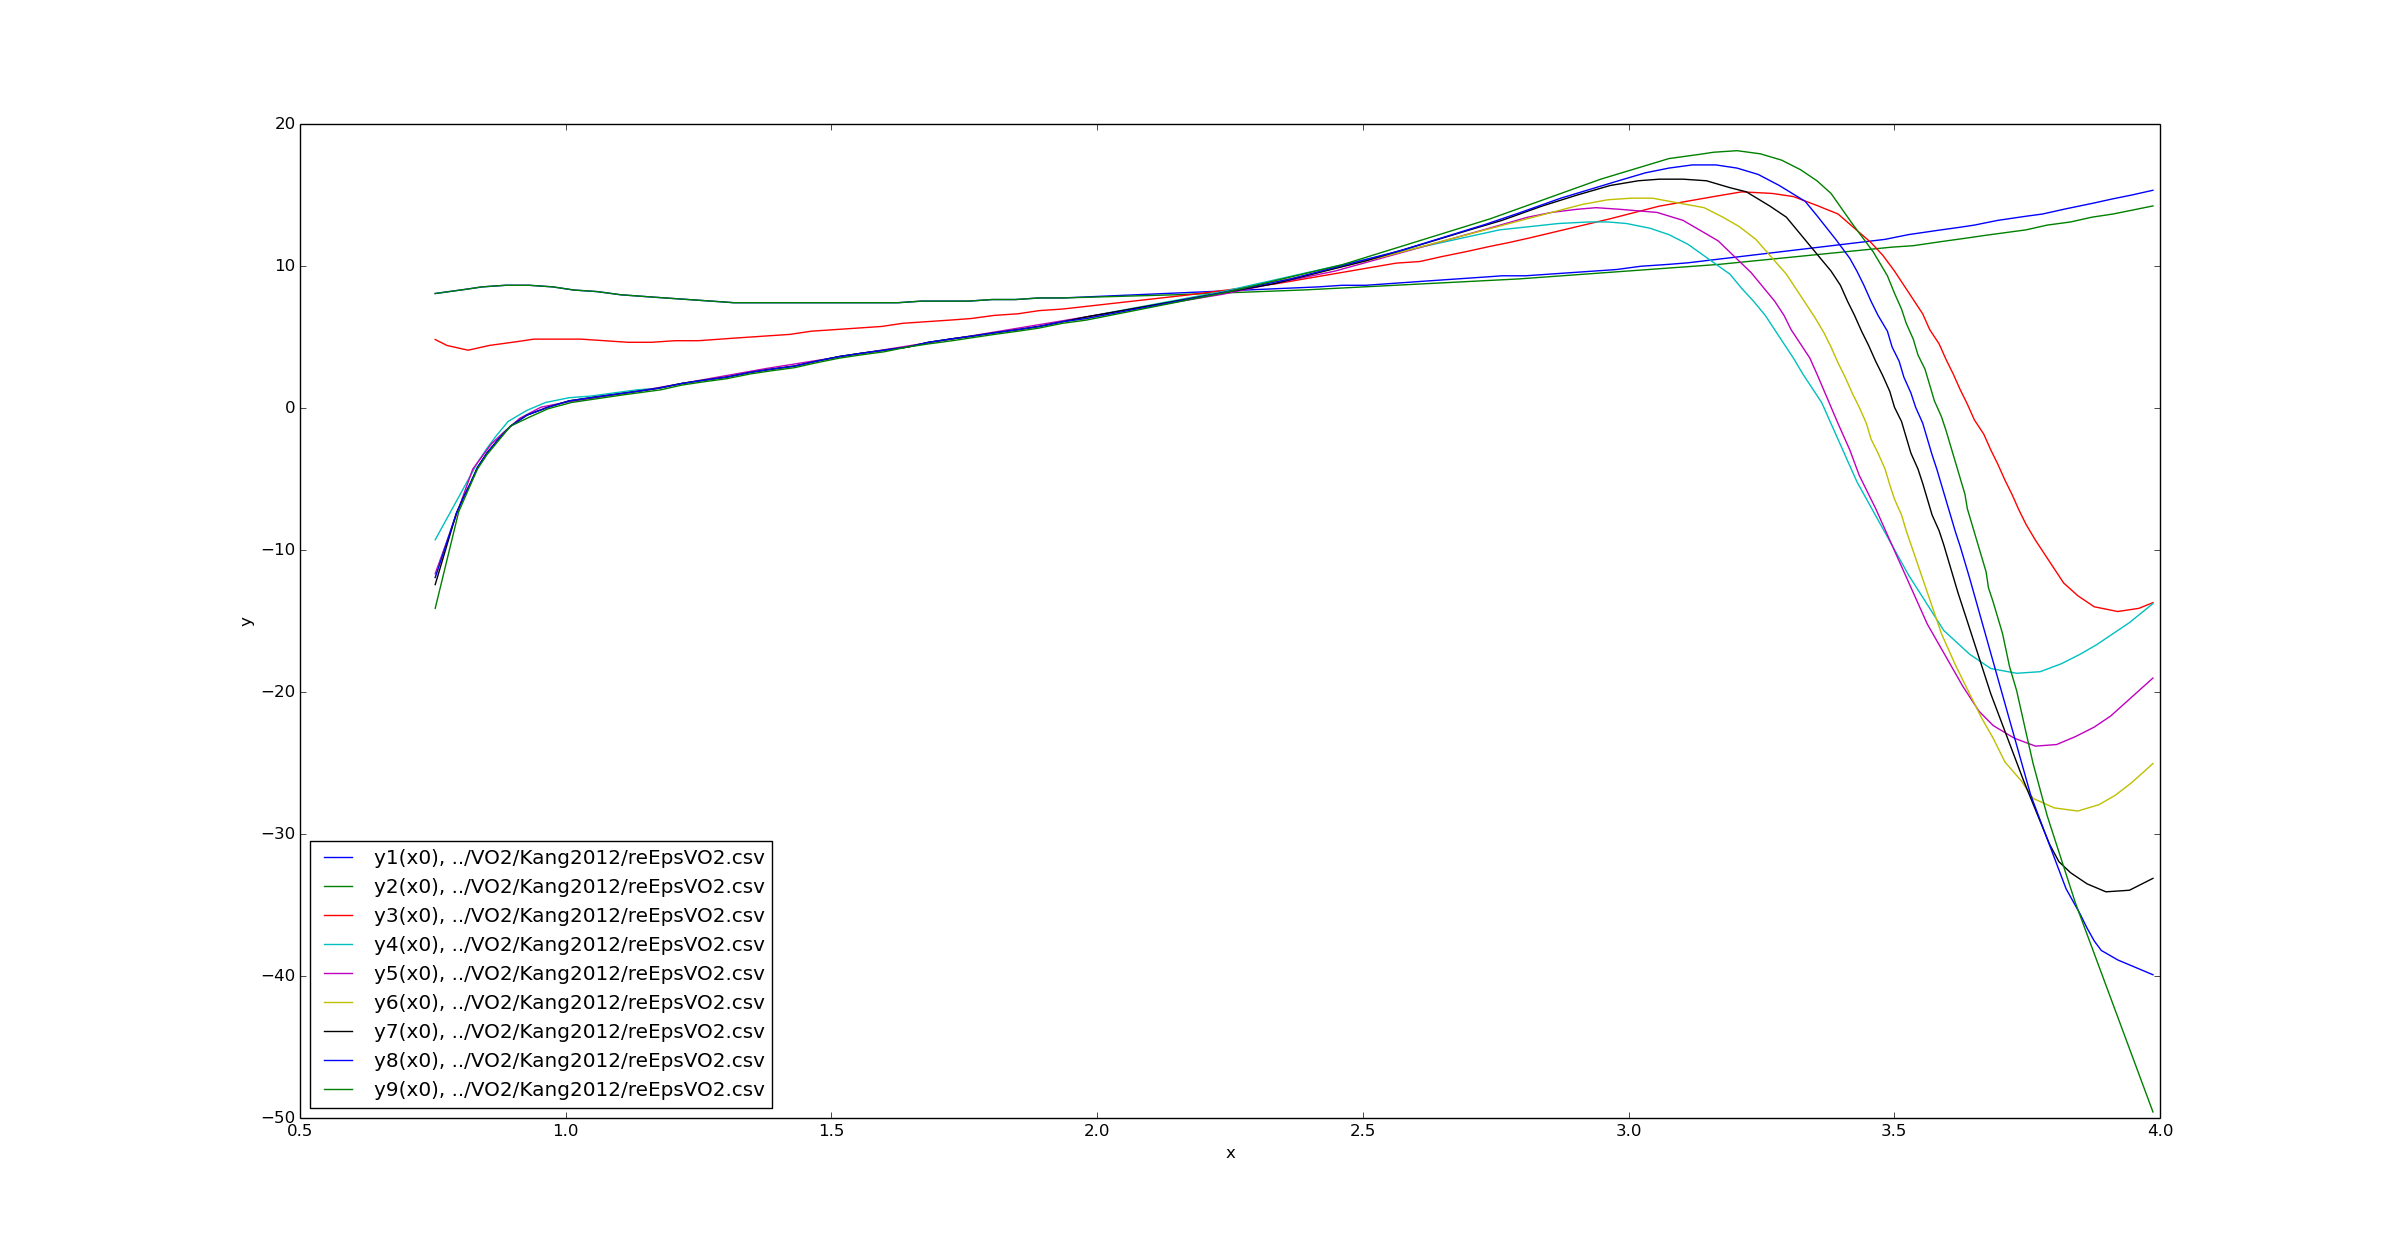 20
10
0
−10
−20
−30
−40
−50
y
y1(x0), ../VO2/Kang2012/reEpsVO2.csv
y2(x0), ../VO2/Kang2012/reEpsVO2.csv
y3(x0), ../VO2/Kang2012/reEpsVO2.csv
y4(x0), ../VO2/Kang2012/reEpsVO2.csv
y5(x0), ../VO2/Kang2012/reEpsVO2.csv
y6(x0), ../VO2/Kang2012/reEpsVO2.csv
y7(x0), ../VO2/Kang2012/reEpsVO2.csv
y8(x0), ../VO2/Kang2012/reEpsVO2.csv
y9(x0), ../VO2/Kang2012/reEpsVO2.csv
0.5 1.0 1.5 2.0 2.5 3.0 3.5 4.0
x